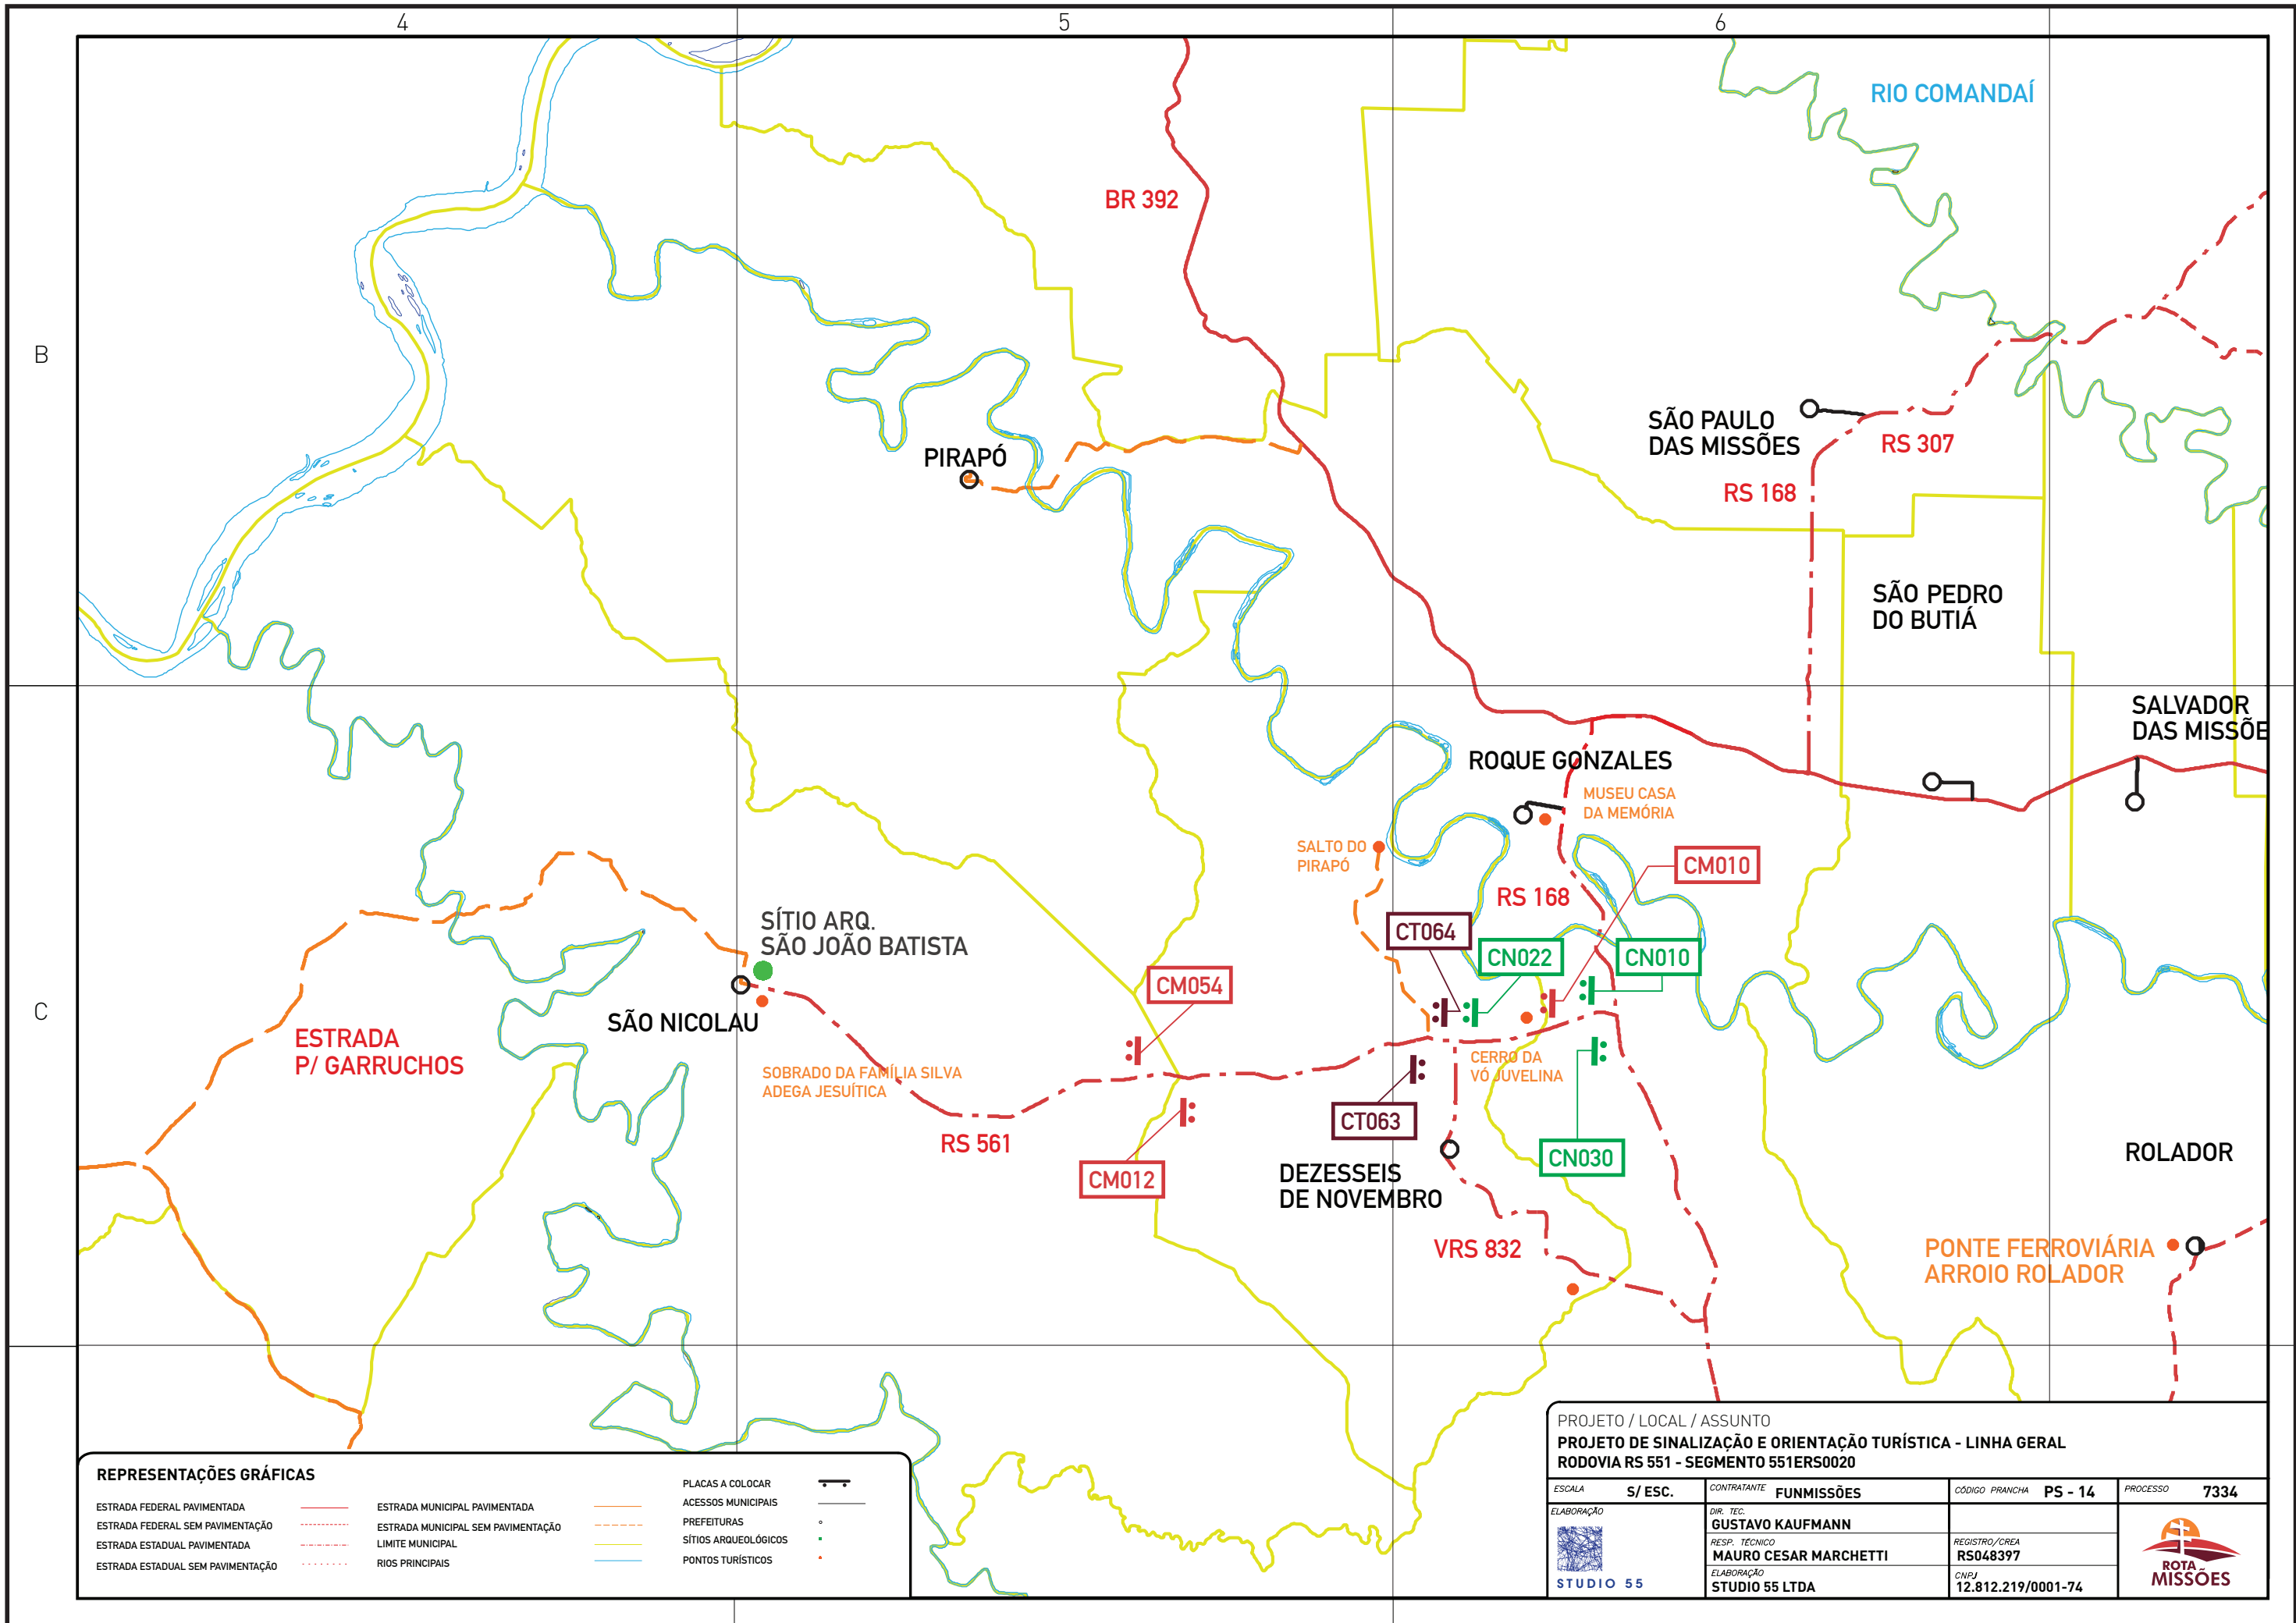 4
5
6
B
C
RIO COMANDAÍ
BR 392
PIRAPÓ
SÃO PAULO
DAS MISSÕES
RS 307
RS 168
SÃO PEDRO
DO BUTIÁ
SALVADOR
DAS MISSÕE
ROQUE GONZALES
MUSEU CASA
DA MEMÓRIA
SALTO DO
PIRAPÓ
CM010
RS 168
CT064
CN022
CN010
SÍTIO ARQ.
SÃO JOÃO BATISTA
CM054
SÃO NICOLAU
ESTRADA
P/ GARRUCHOS
SOBRADO DA FAMÍLIA SILVA
ADEGA JESUÍTICA
CERRO DA
VÓ JUVELINA
CT063
RS 561
CM012
CN030
DEZESSEIS
DE NOVEMBRO
ROLADOR
VRS 832
PONTE FERROVIÁRIA
ARROIO ROLADOR
REPRESENTAÇÕES GRÁFICAS
ESTRADA FEDERAL PAVIMENTADA
ESTRADA FEDERAL SEM PAVIMENTAÇÃO
ESTRADA ESTADUAL PAVIMENTADA
ESTRADA ESTADUAL SEM PAVIMENTAÇÃO
ESTRADA MUNICIPAL PAVIMENTADA
ESTRADA MUNICIPAL SEM PAVIMENTAÇÃO
LIMITE MUNICIPAL
RIOS PRINCIPAIS
PLACAS A COLOCAR
ACESSOS MUNICIPAIS
PREFEITURAS
SÍTIOS ARQUEOLÓGICOS
PONTOS TURÍSTICOS
PROJETO / LOCAL / ASSUNTO
PROJETO DE SINALIZAÇÃO E ORIENTAÇÃO TURÍSTICA - LINHA GERAL
RODOVIA RS 551 - SEGMENTO 551ERS0020
ESCALA S/ ESC.
CONTRATANTE FUNMISSÕES
CÓDIGO PRANCHA PS - 14
PROCESSO 7334
ELABORAÇÃO
STUDIO 55
DIR. TEC.
GUSTAVO KAUFMANN
RESP. TÉCNICO
MAURO CESAR MARCHETTI
REGISTRO/CREA
RS048397
ELABORAÇÃO
STUDIO 55 LTDA
CNPJ
12.812.219/0001-74
ROTA
MISSÕES